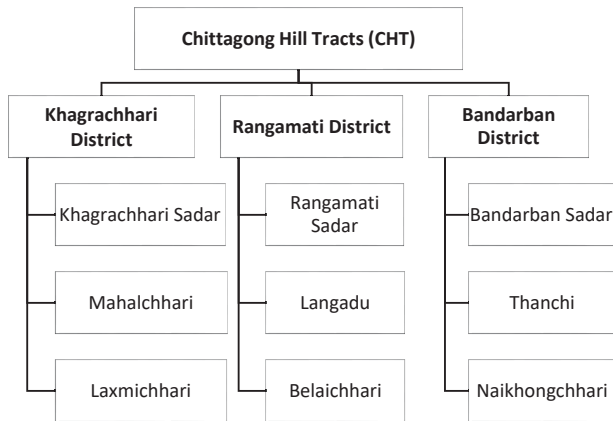 Chittagong Hill Tracts (CHT)
Khagrachhari
District
Rangamati District
Bandarban
District
Khagrachhari Sadar
Mahalchhari
Laxmichhari
Rangamati
Sadar
Langadu
Belaichhari
Bandarban Sadar
Thanchi
Naikhongchhari